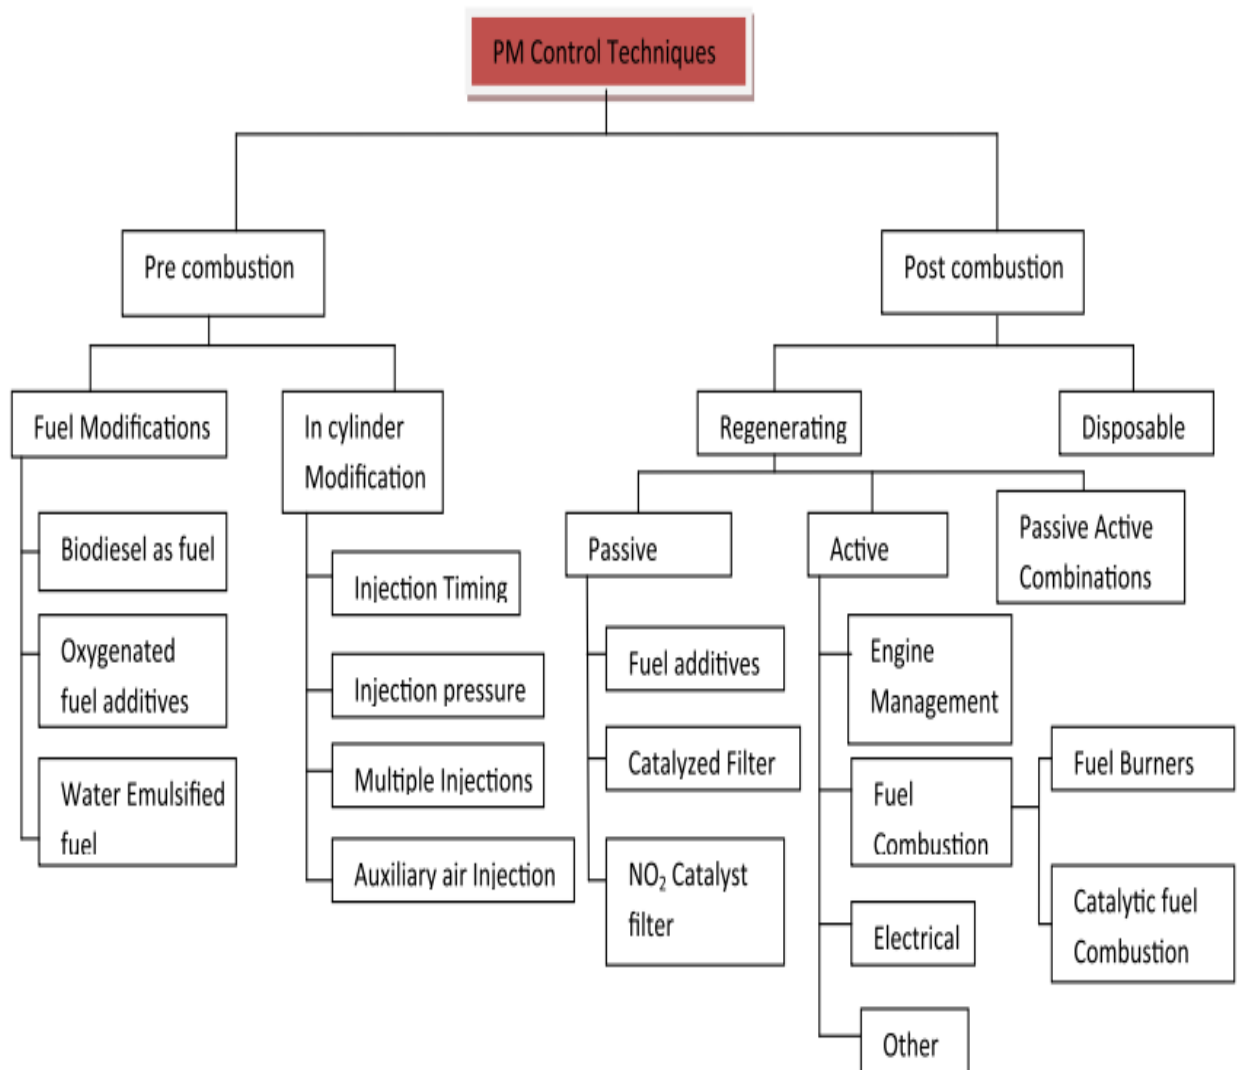 PM Control Techniques
Pre combustion
Post combustion
Fuel Modifications
In cylinder
Modification
Regenerating
Disposable
Biodiesel as fuel
Oxygenated
fuel additives
Water Emulsified
fuel
Injection Timing
Injection pressure
Multiple Injections
Auxiliary air Injection
Passive
Active
Passive Active
Combinations
Fuel additives
Catalyzed Filter
NO₂ Catalyst
filter
Engine
Management
Fuel
Combustion
Electrical
Other
Fuel Burners
Catalytic fuel
Combustion